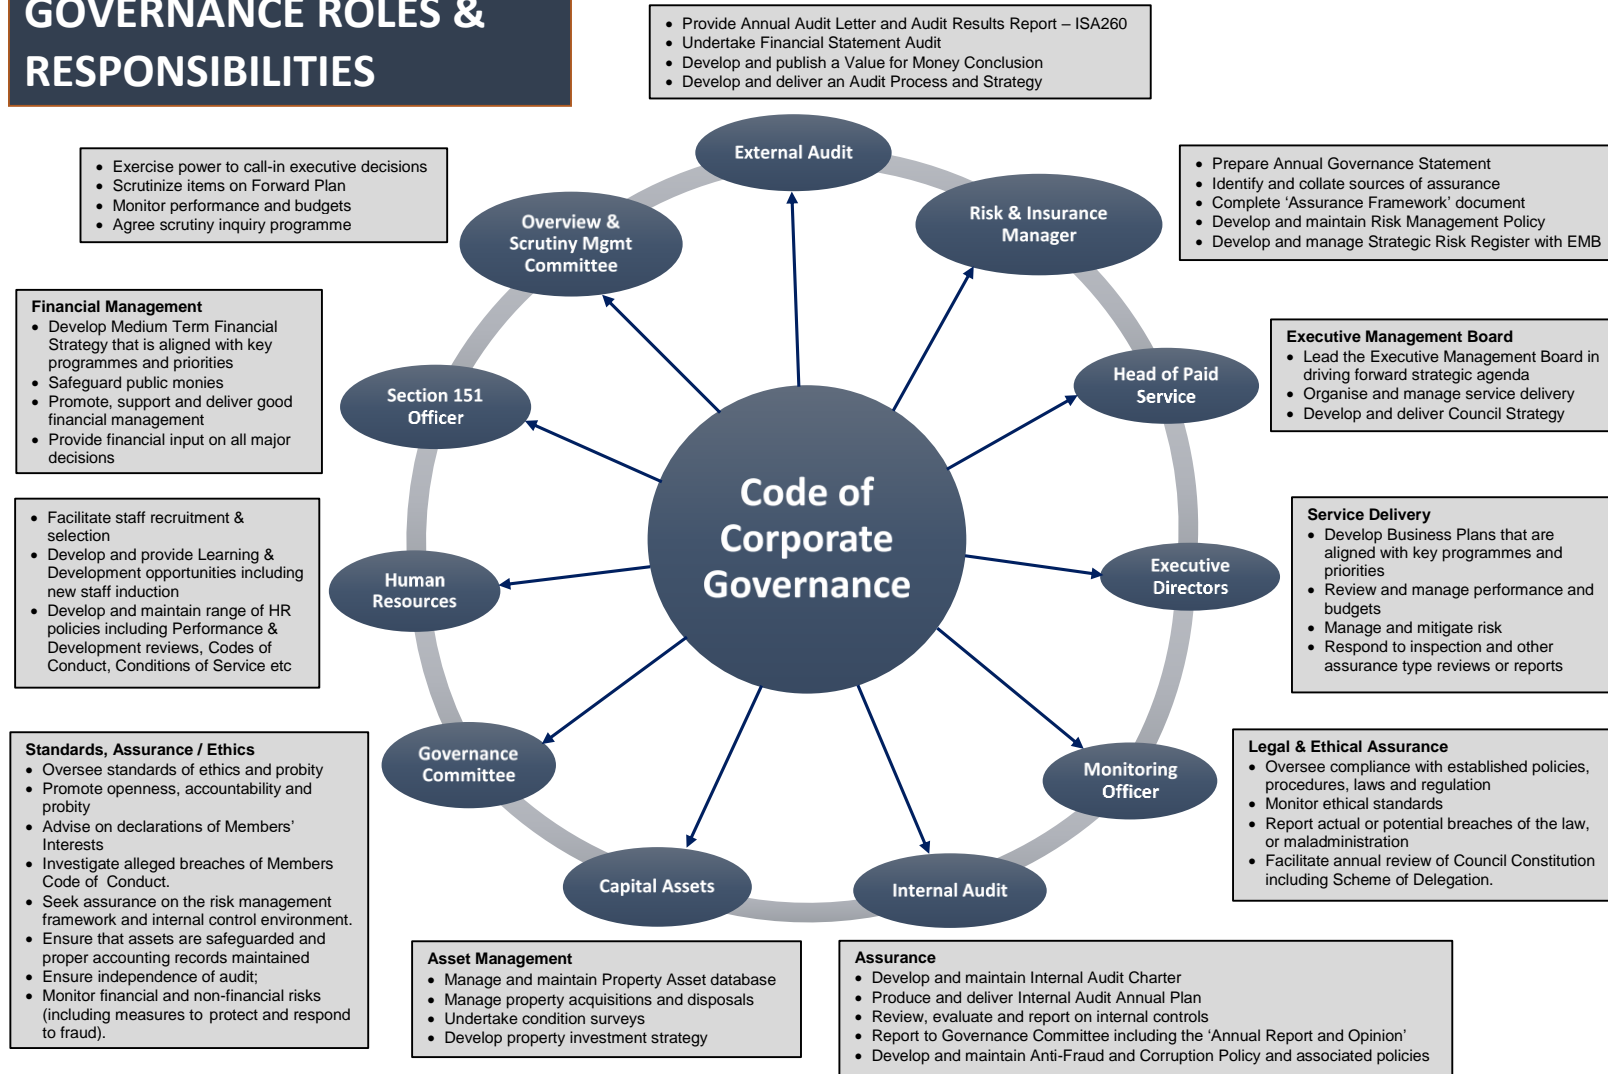 GOVERNANCE ROLES &
RESPONSIBILITIES
• Provide Annual Audit Letter and Audit Results Report – ISA260
• Undertake Financial Statement Audit
• Develop and publish a Value for Money Conclusion
• Develop and deliver an Audit Process and Strategy
External Audit
• Exercise power to call-in executive decisions
• Scrutinize items on Forward Plan
• Monitor performance and budgets
• Agree scrutiny inquiry programme
Overview &
Scrutiny Mgmt
Committee
Risk & Insurance
Manager
• Prepare Annual Governance Statement
• Identify and collate sources of assurance
• Complete ‘Assurance Framework’ document
• Develop and maintain Risk Management Policy
• Develop and manage Strategic Risk Register with EMB
Financial Management
• Develop Medium Term Financial
Strategy that is aligned with key
programmes and priorities
• Safeguard public monies
• Promote, support and deliver good
financial management
• Provide financial input on all major
decisions
Section 151
Officer
Head of Paid
Service
Executive Management Board
• Lead the Executive Management Board in
driving forward strategic agenda
• Organise and manage service delivery
• Develop and deliver Council Strategy
Code of
Corporate
Governance
• Facilitate staff recruitment &
selection
• Develop and provide Learning &
Development opportunities including
new staff induction
• Develop and maintain range of HR
policies including Performance &
Development reviews, Codes of
Conduct, Conditions of Service etc
Human
Resources
Executive
Directors
Service Delivery
• Develop Business Plans that are
aligned with key programmes and
priorities
• Review and manage performance and
budgets
• Manage and mitigate risk
• Respond to inspection and other
assurance type reviews or reports
Standards, Assurance / Ethics
• Oversee standards of ethics and probity
• Promote openness, accountability and
probity
• Advise on declarations of Members’
Interests
• Investigate alleged breaches of Members
Code of Conduct.
• Seek assurance on the risk management
framework and internal control environment.
• Ensure that assets are safeguarded and
proper accounting records maintained
• Ensure independence of audit;
• Monitor financial and non-financial risks
(including measures to protect and respond
to fraud).
Governance
Committee
Monitoring
Officer
Legal & Ethical Assurance
• Oversee compliance with established policies,
procedures, laws and regulation
• Monitor ethical standards
• Report actual or potential breaches of the law,
or maladministration
• Facilitate annual review of Council Constitution
including Scheme of Delegation.
Capital Assets
Internal Audit
Asset Management
• Manage and maintain Property Asset database
• Manage property acquisitions and disposals
• Undertake condition surveys
• Develop property investment strategy
Assurance
• Develop and maintain Internal Audit Charter
• Produce and deliver Internal Audit Annual Plan
• Review, evaluate and report on internal controls
• Report to Governance Committee including the ‘Annual Report and Opinion’
• Develop and maintain Anti-Fraud and Corruption Policy and associated policies